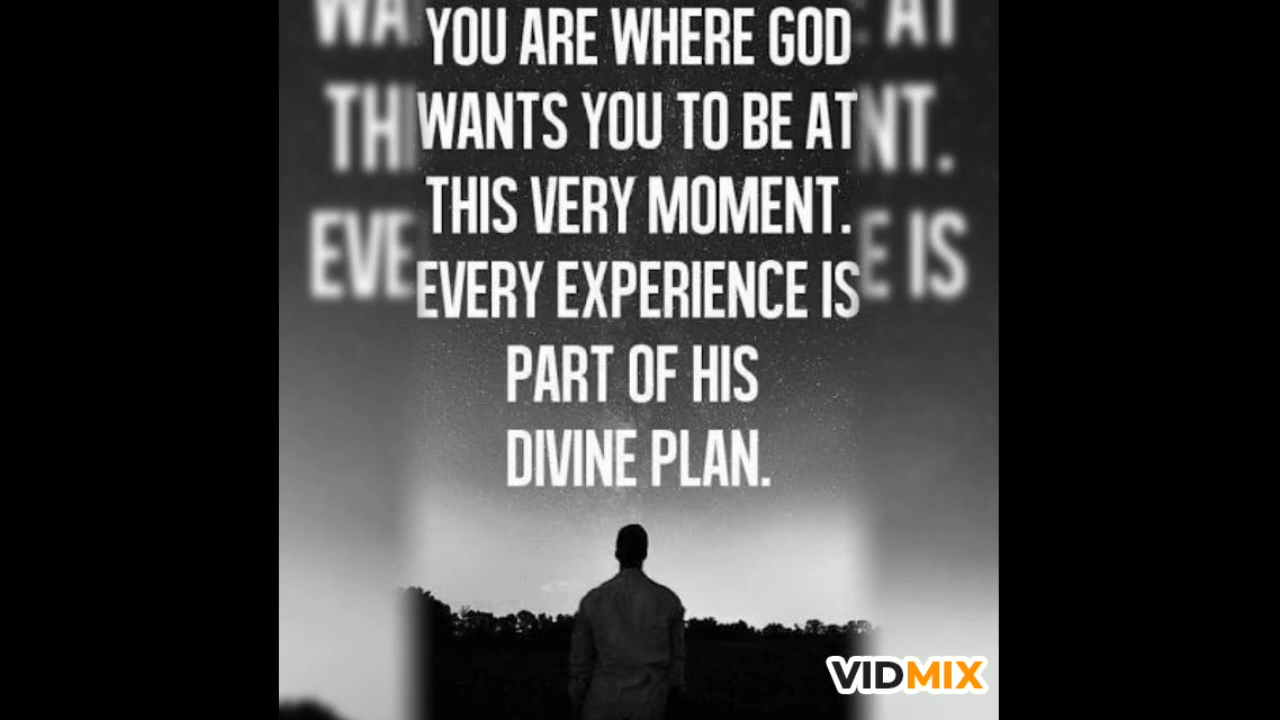 YOU ARE WHERE GOD
WANTS YOU TO BE AT
THIS VERY MOMENT.
EVERY EXPERIENCE IS
PART OF HIS
DIVINE PLAN.
VIDMIX